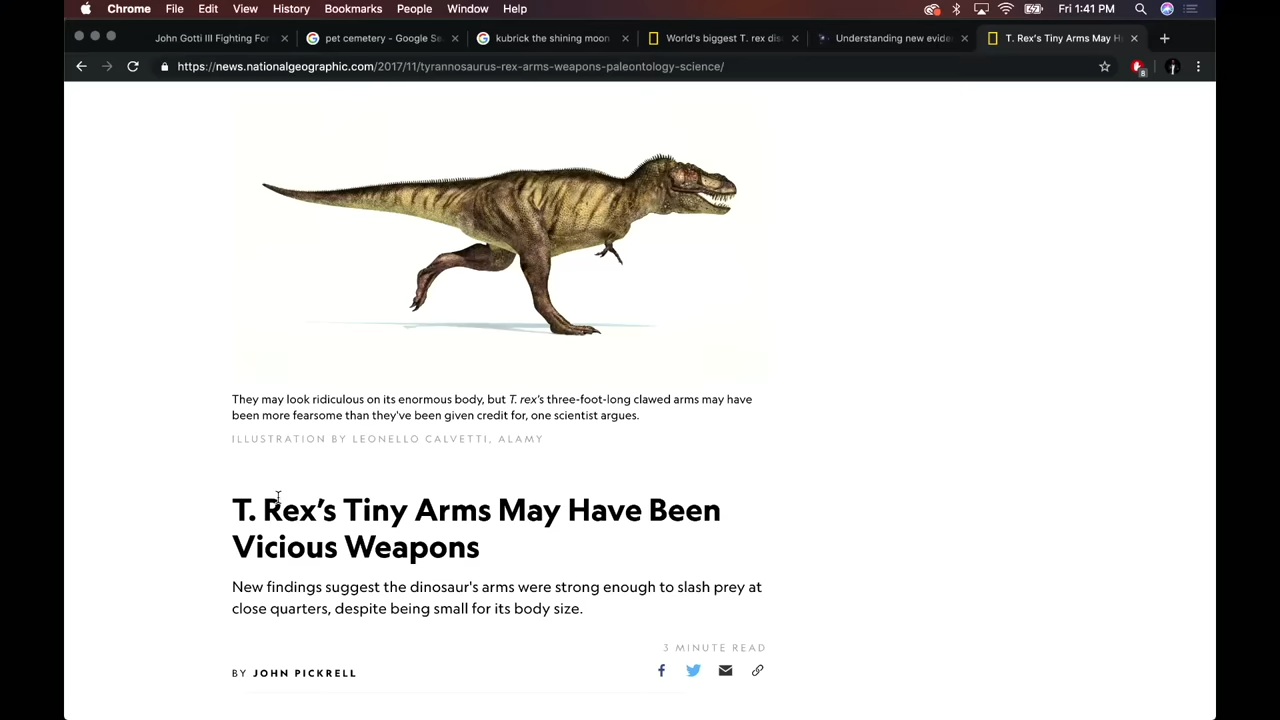 Chrome File Edit View History Bookmarks People Window Help Fri 1:41 PM
John Gotti III Fighting For pet cemetery - Google Se kubrick the shining moon World's biggest T. rex dis Understanding new evide T. Rex's Tiny Arms May H
https://news.nationalgeographic.com/2017/11/tyrannosaurus-rex-arms-weapons-paleontology-science/
8
They may look ridiculous on its enormous body, but T. rex's three-foot-long clawed arms may have
been more fearsome than they've been given credit for, one scientist argues.
ILLUSTRATION BY LEONELLO CALVETTI, ALAMY
T. Rex's Tiny Arms May Have Been
Vicious Weapons
New findings suggest the dinosaur's arms were strong enough to slash prey at
close quarters, despite being small for its body size.
3 MINUTE READ
BY JOHN PICKRELL